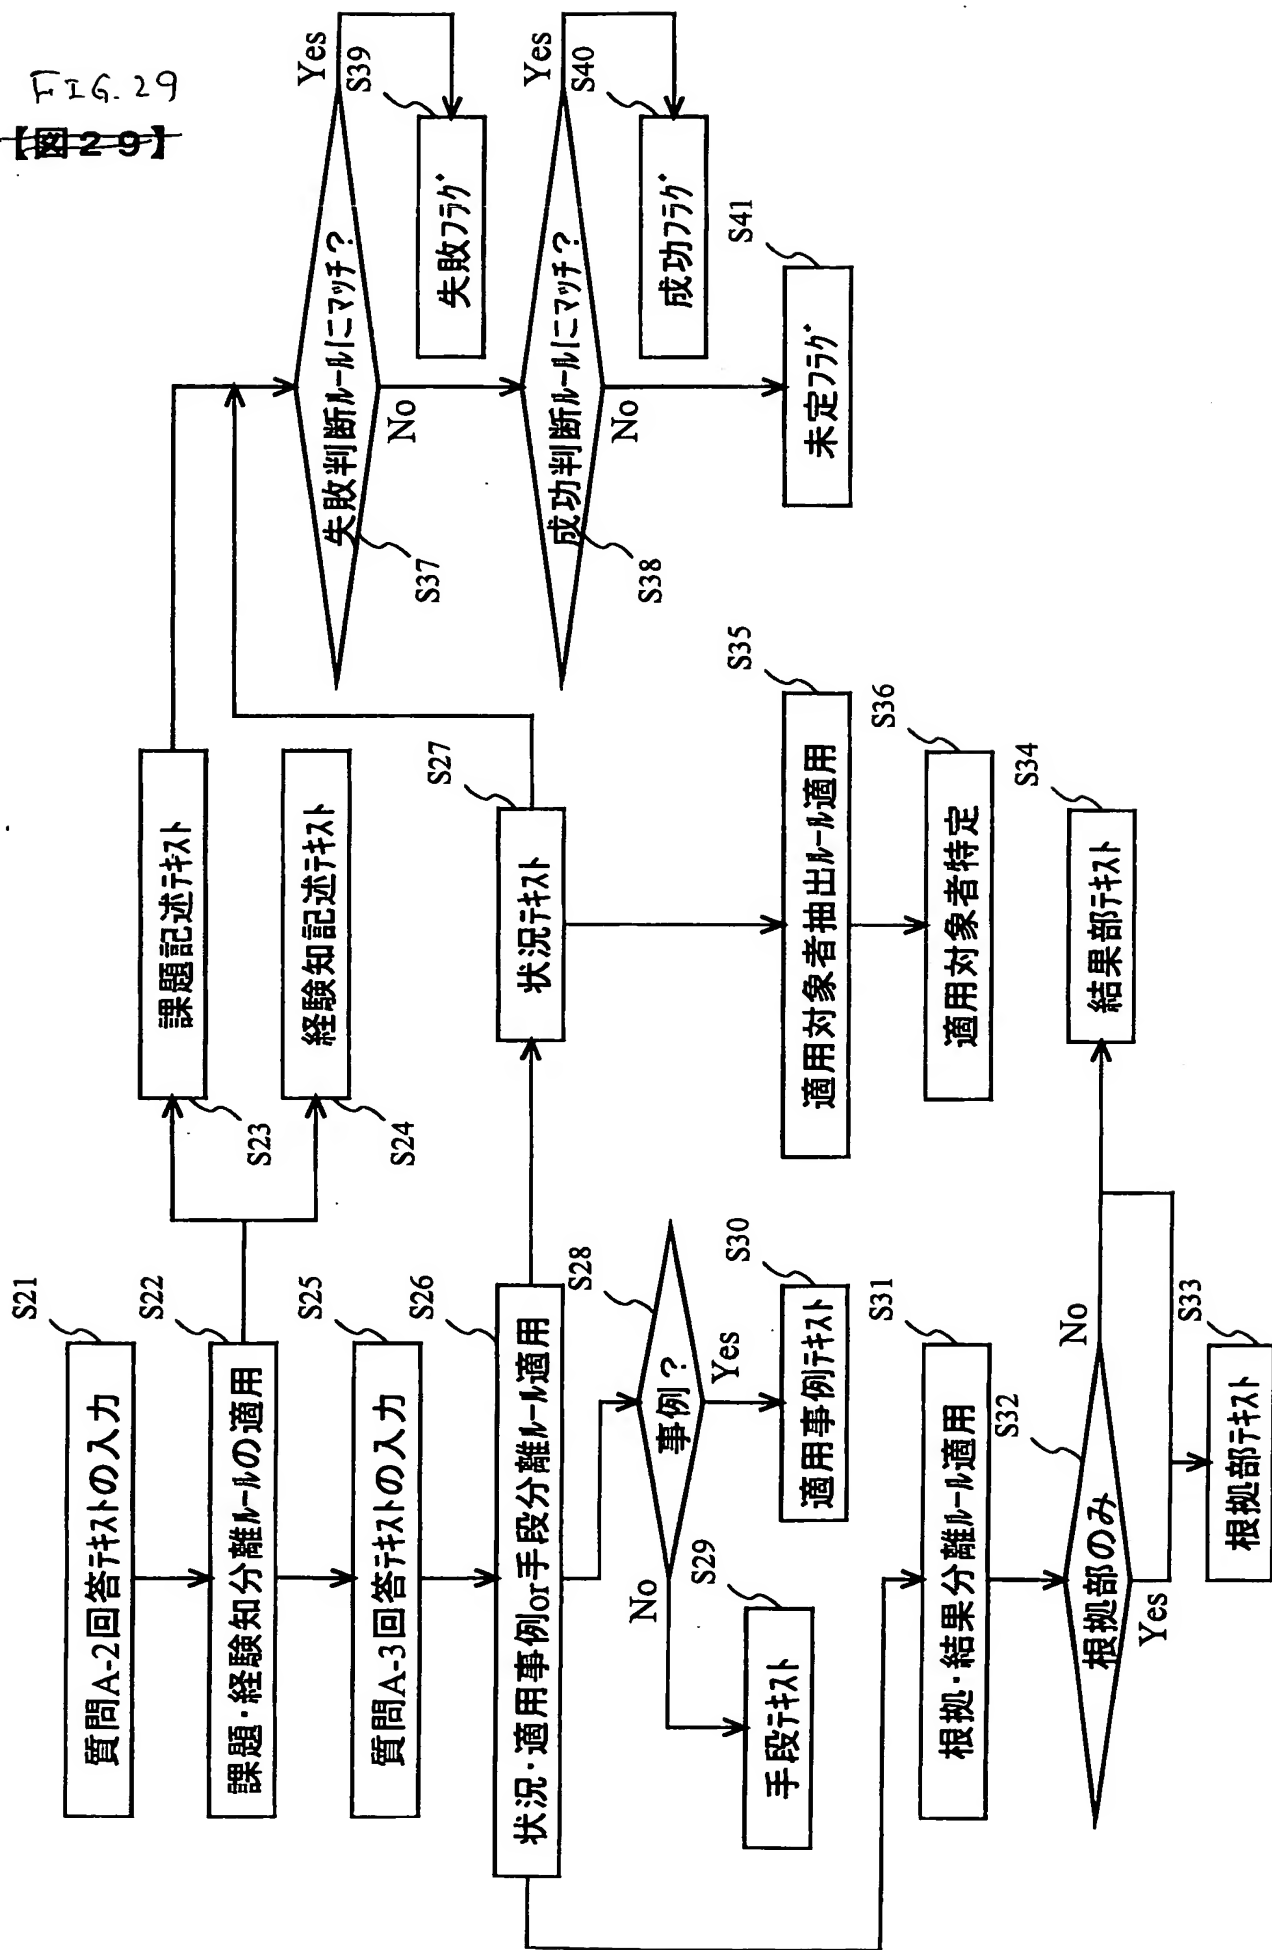 FIG. 29
【図29】
S21
質問A-2回答テキストの入力
S22
課題・経験知分離ルールの適用
S23
課題記述テキスト
S24
経験知記述テキスト
S25
質問A-3回答テキストの入力
S26
状況・適用事例or手段分離ルール適用
S27
状況テキスト
S28
事例?
No
Yes
S29
手段テキスト
S30
適用事例テキスト
S31
根拠・結果分離ルール適用
S32
根拠部のみ
No
Yes
S33
根拠部テキスト
S34
結果部テキスト
S35
適用対象者抽出ルール適用
S36
適用対象者特定
S37
失敗判断ルールにマッチ?
Yes
No
S39
失敗フラグ
S38
成功判断ルールにマッチ?
Yes
No
S40
成功フラグ
S41
未定フラグ